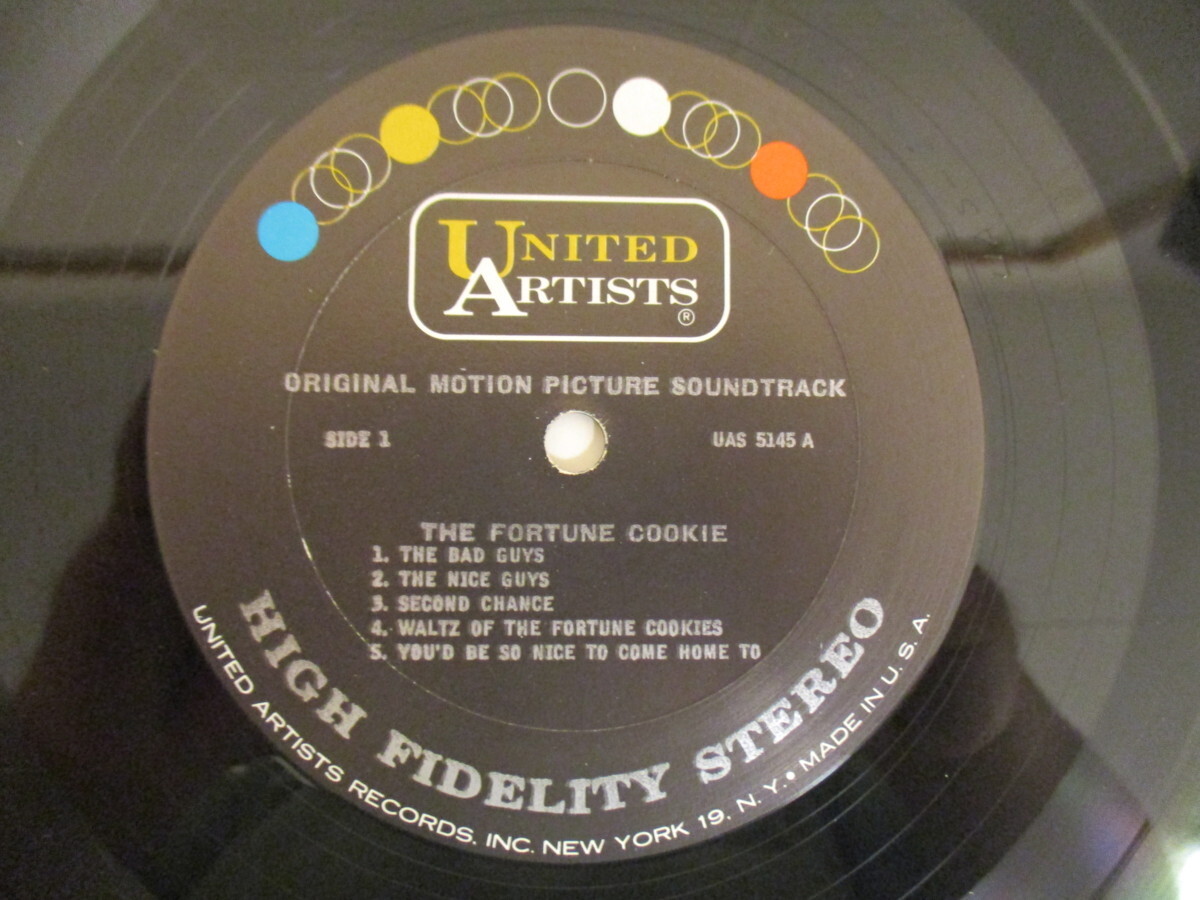 UNITED
ARTISTS
®
ORIGINAL MOTION PICTURE SOUNDTRACK
SIDE 1
UAS 5145 A
THE FORTUNE COOKIE
1. THE BAD GUYS
2. THE NICE GUYS
3. SECOND CHANCE
4. WALTZ OF THE FORTUNE COOKIES
5. YOU'D BE SO NICE TO COME HOME TO
HIGH FIDELITY STEREO
UNITED ARTISTS RECORDS, INC. NEW YORK 19, N. Y. • MADE IN U. S. A.